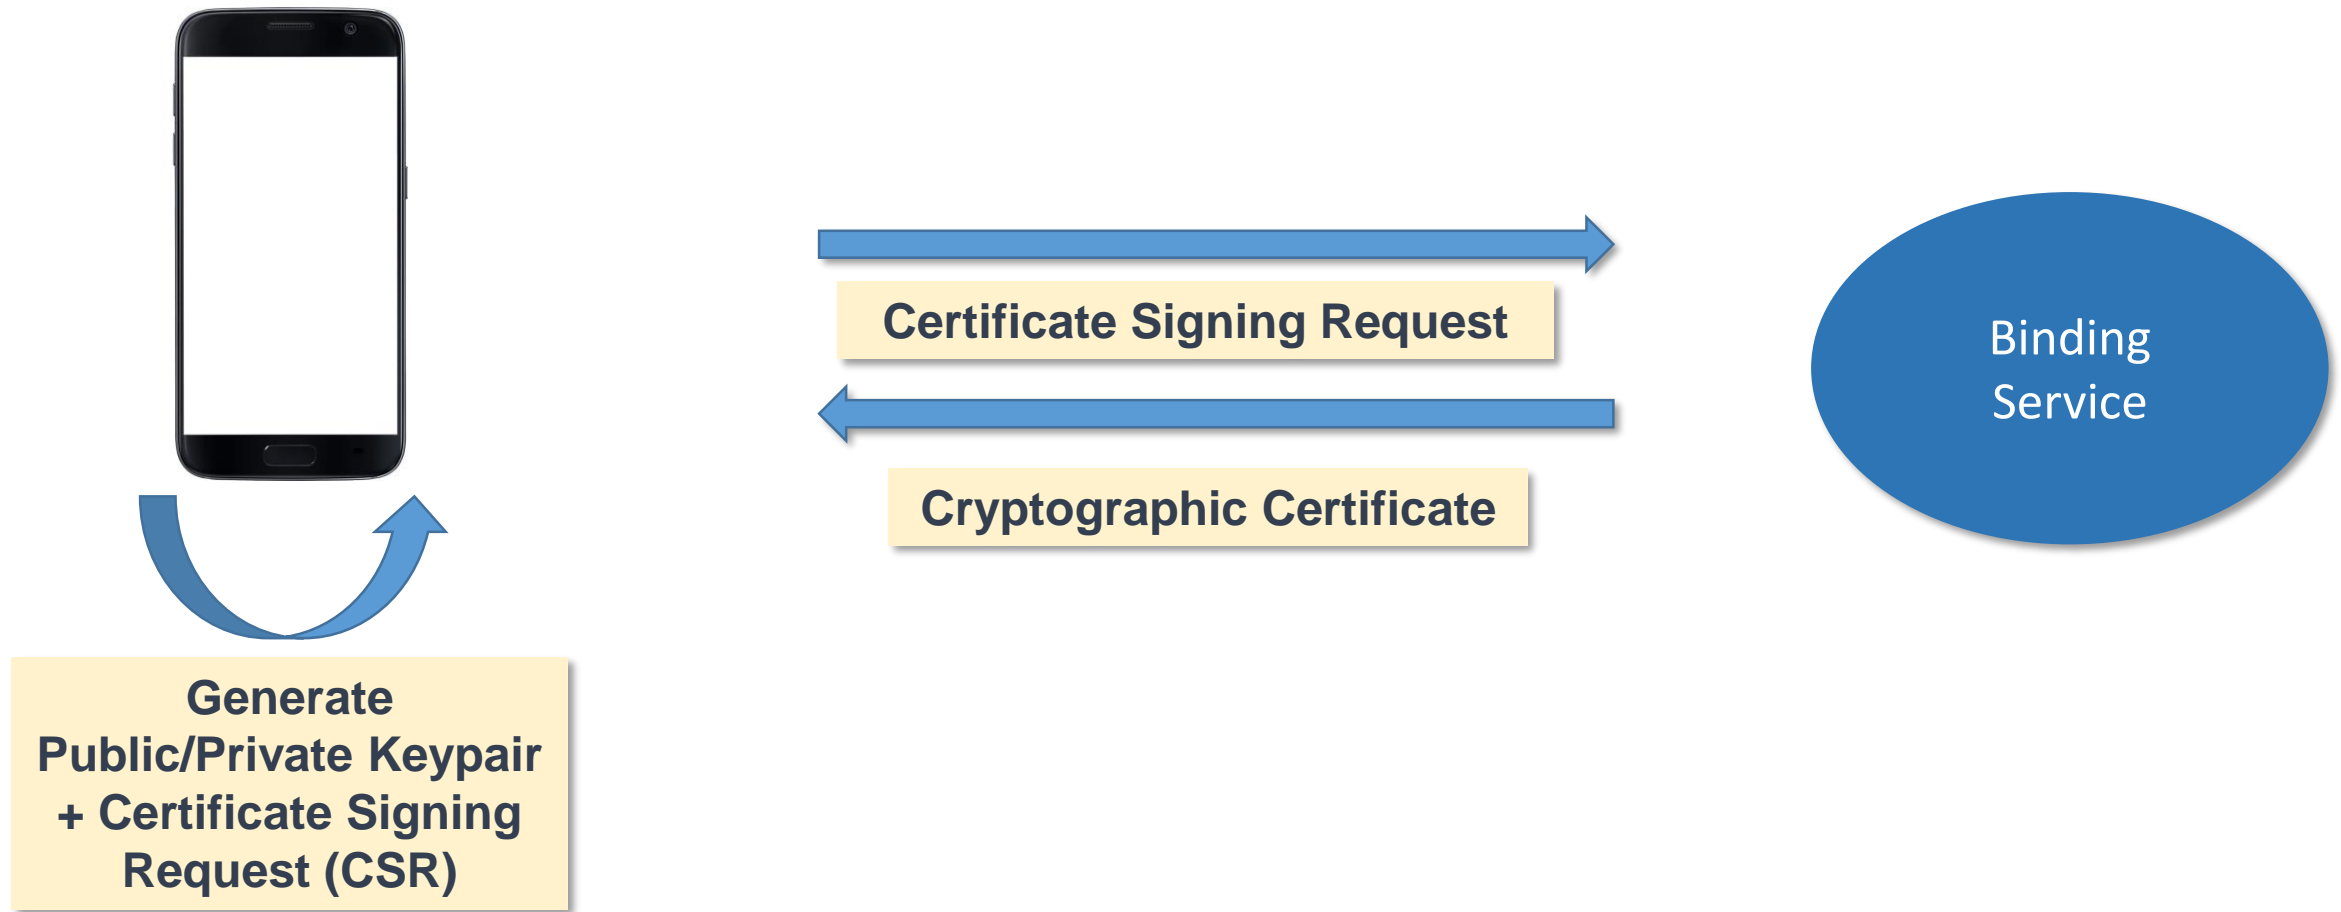 Certificate Signing Request
Binding
Service
Cryptographic Certificate
Generate
Public/Private Keypair
+ Certificate Signing
Request (CSR)